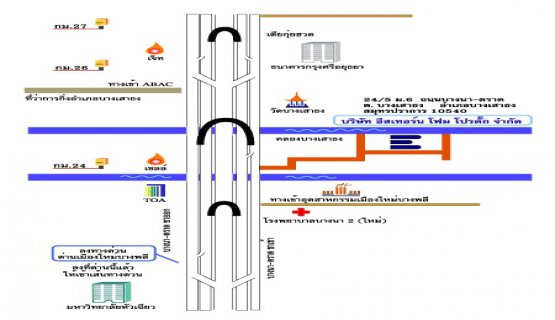 กม.27
เตียกุ่ยฮวด
เจ็ท
ธนาคารกรุงศรีอยุธยา
กม.26
ทางเข้า ABAC
ที่ว่าการกิ่งอำเภอบางเสาธง
วัดบางเสาธง
24/5 ม.6 ถนนบางนา-ตราด
ต. บางเสาธง อำเภอบางเสาธง
สมุทรปราการ 10540
บริษัท อีสเทอร์น โฟม โปรดั๊ก จำกัด
คลองบางเสาธง
กม.24
เชลล์
TOA
ทางเข้าอุตสาหกรรมเมืองใหม่บางพลี
โรงพยาบาลบางนา 2 (ใหม่)
บางนา-ตราด ขาออก
บางนา-ตราด ขาเข้า
ลงทางด่วน
ด่านเมืองใหม่บางพลี
ลงที่ด่านนี้แล้ว
ให้เข้าเส้นทางด่วน
มหาวิทยาลัยหัวเฉียว